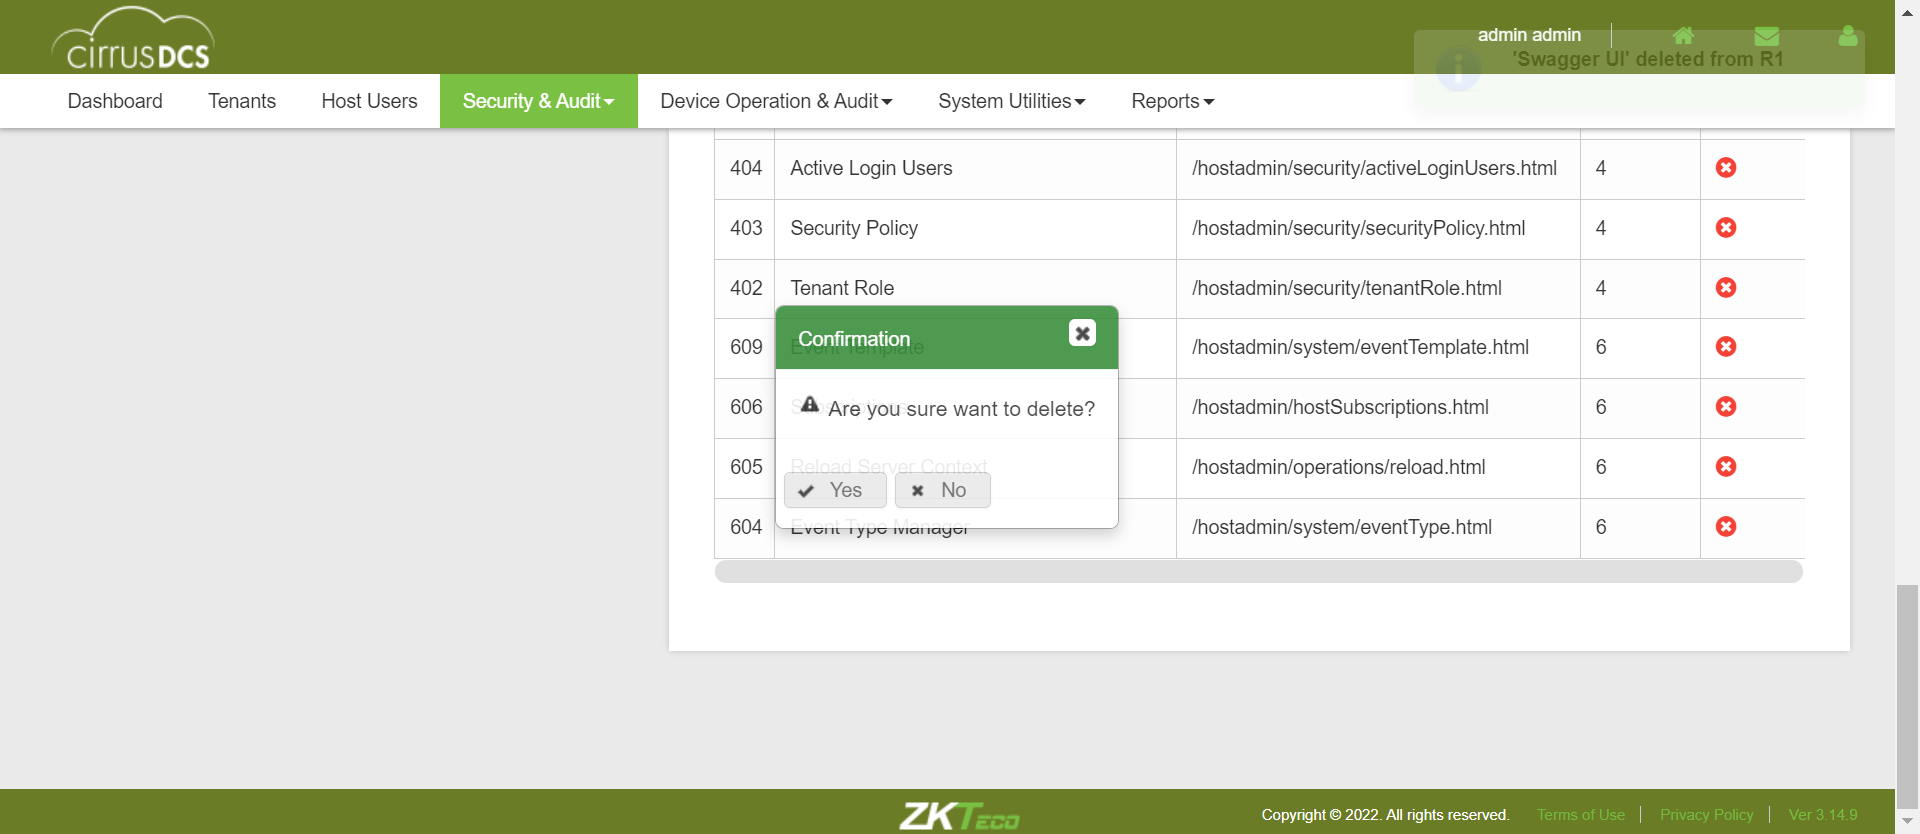 cirrusDCS
admin admin
'Swagger UI' deleted from R1
Dashboard Tenants Host Users Security & Audit Device Operation & Audit System Utilities Reports
404 Active Login Users /hostadmin/security/activeLoginUsers.html 4
403 Security Policy /hostadmin/security/securityPolicy.html 4
402 Tenant Role /hostadmin/security/tenantRole.html 4
Confirmation
609 Event Template /hostadmin/system/eventTemplate.html 6
606 Subscriptions /hostadmin/hostSubscriptions.html 6
Are you sure want to delete?
605 Reload Server Context /hostadmin/operations/reload.html 6
Yes No
604 Event Type Manager /hostadmin/system/eventType.html 6
ZKTECO
Copyright © 2022. All rights reserved. Terms of Use Privacy Policy Ver 3.14.9